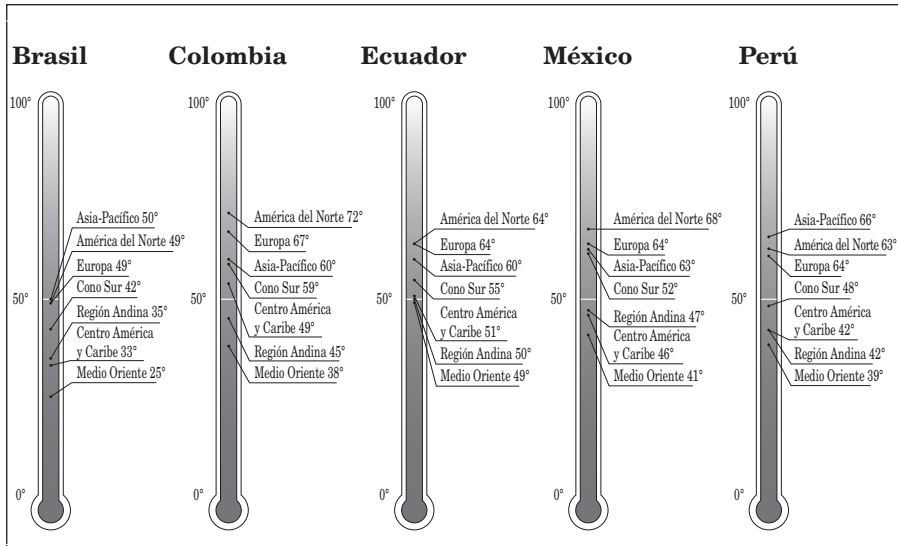 Brasil
100°
Asia-Pacífico 50°
América del Norte 49°
Europa 49°
Cono Sur 42°
50°
Región Andina 35°
Centro América
y Caribe 33°
Medio Oriente 25°
0°
Colombia
100°
América del Norte 72°
Europa 67°
Asia-Pacífico 60°
Cono Sur 59°
50°
Centro América
y Caribe 49°
Región Andina 45°
Medio Oriente 38°
0°
Ecuador
100°
América del Norte 64°
Europa 64°
Asia-Pacífico 60°
Cono Sur 55°
50°
Centro América
y Caribe 51°
Región Andina 50°
Medio Oriente 49°
0°
México
100°
América del Norte 68°
Europa 64°
Asia-Pacífico 63°
Cono Sur 52°
50°
Región Andina 47°
Centro América
y Caribe 46°
Medio Oriente 41°
0°
Perú
100°
Asia-Pacífico 66°
América del Norte 63°
Europa 64°
Cono Sur 48°
50°
Centro América
y Caribe 42°
Región Andina 42°
Medio Oriente 39°
0°